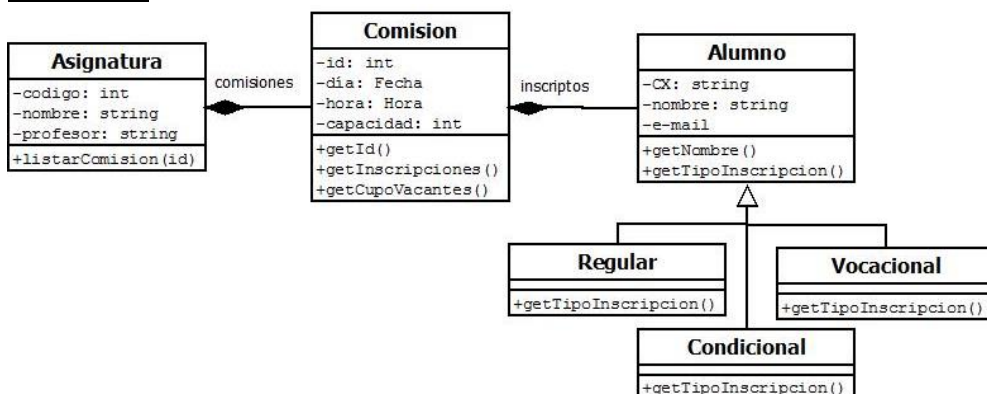 Asignatura
-codigo: int
-nombre: string
-profesor: string
+listarComision(id)
comisiones
Comision
-id: int
-día: Fecha
-hora: Hora
-capacidad: int
+getId()
+getInscripciones()
+getCupoVacantes()
inscriptos
Alumno
-CX: string
-nombre: string
-e-mail
+getNombre()
+getTipoInscripcion()
Regular
+getTipoInscripcion()
Vocacional
+getTipoInscripcion()
Condicional
+getTipoInscripcion()